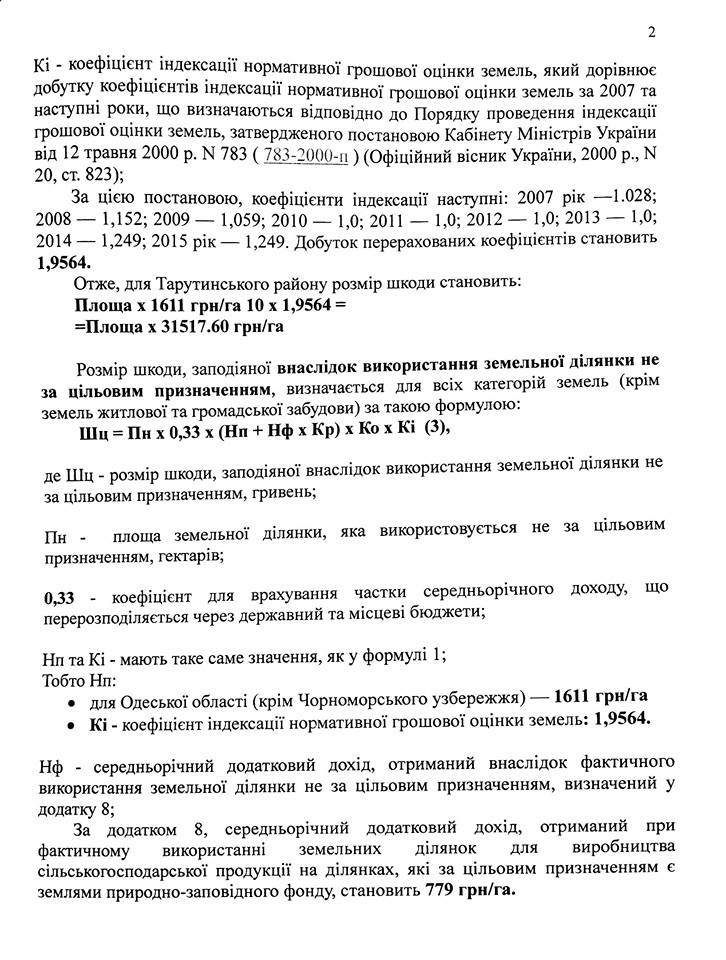 2
Кі - коефіцієнт індексації нормативної грошової оцінки земель, який дорівнює
добутку коефіцієнтів індексації нормативної грошової оцінки земель за 2007 та
наступні роки, що визначаються відповідно до Порядку проведення індексації
грошової оцінки земель, затвердженого постановою Кабінету Міністрів України
від 12 травня 2000 р. N 783 ( 783-2000-п ) (Офіційний вісник України, 2000 р., N
20, ст. 823);
За цією постановою, коефіцієнти індексації наступні: 2007 рік —1.028;
2008 — 1,152; 2009 — 1,059; 2010 — 1,0; 2011 — 1,0; 2012 — 1,0; 2013 — 1,0;
2014 — 1,249; 2015 рік — 1,249. Добуток перерахованих коефіцієнтів становить
1,9564.
Отже, для Тарутинського району розмір шкоди становить:
Площа х 1611 грн/га 10 х 1,9564 =
=Площа х 31517.60 грн/га
Розмір шкоди, заподіяної внаслідок використання земельної ділянки не
за цільовим призначенням, визначається для всіх категорій земель (крім
земель житлової та громадської забудови) за такою формулою:
Шц = Пн х 0,33 х (Нп + Нф х Кр) х Ко х Кі (3),
де Шц - розмір шкоди, заподіяної внаслідок використання земельної ділянки не
за цільовим призначенням, гривень;
Пн - площа земельної ділянки, яка використовується не за цільовим
призначенням, гектарів;
0,33 - коефіцієнт для врахування частки середньорічного доходу, що
перерозподіляється через державний та місцеві бюджети;
Нп та Кі - мають таке саме значення, як у формулі 1;
Тобто Нп:
• для Одеської області (крім Чорноморського узбережжя) — 1611 грн/га
• Кі - коефіцієнт індексації нормативної грошової оцінки земель: 1,9564.
Нф - середньорічний додатковий дохід, отриманий внаслідок фактичного
використання земельної ділянки не за цільовим призначенням, визначений у
додатку 8;
За додатком 8, середньорічний додатковий дохід, отриманий при
фактичному використанні земельних ділянок для виробництва
сільськогосподарської продукції на ділянках, які за цільовим призначенням є
землями природно-заповідного фонду, становить 779 грн/га.